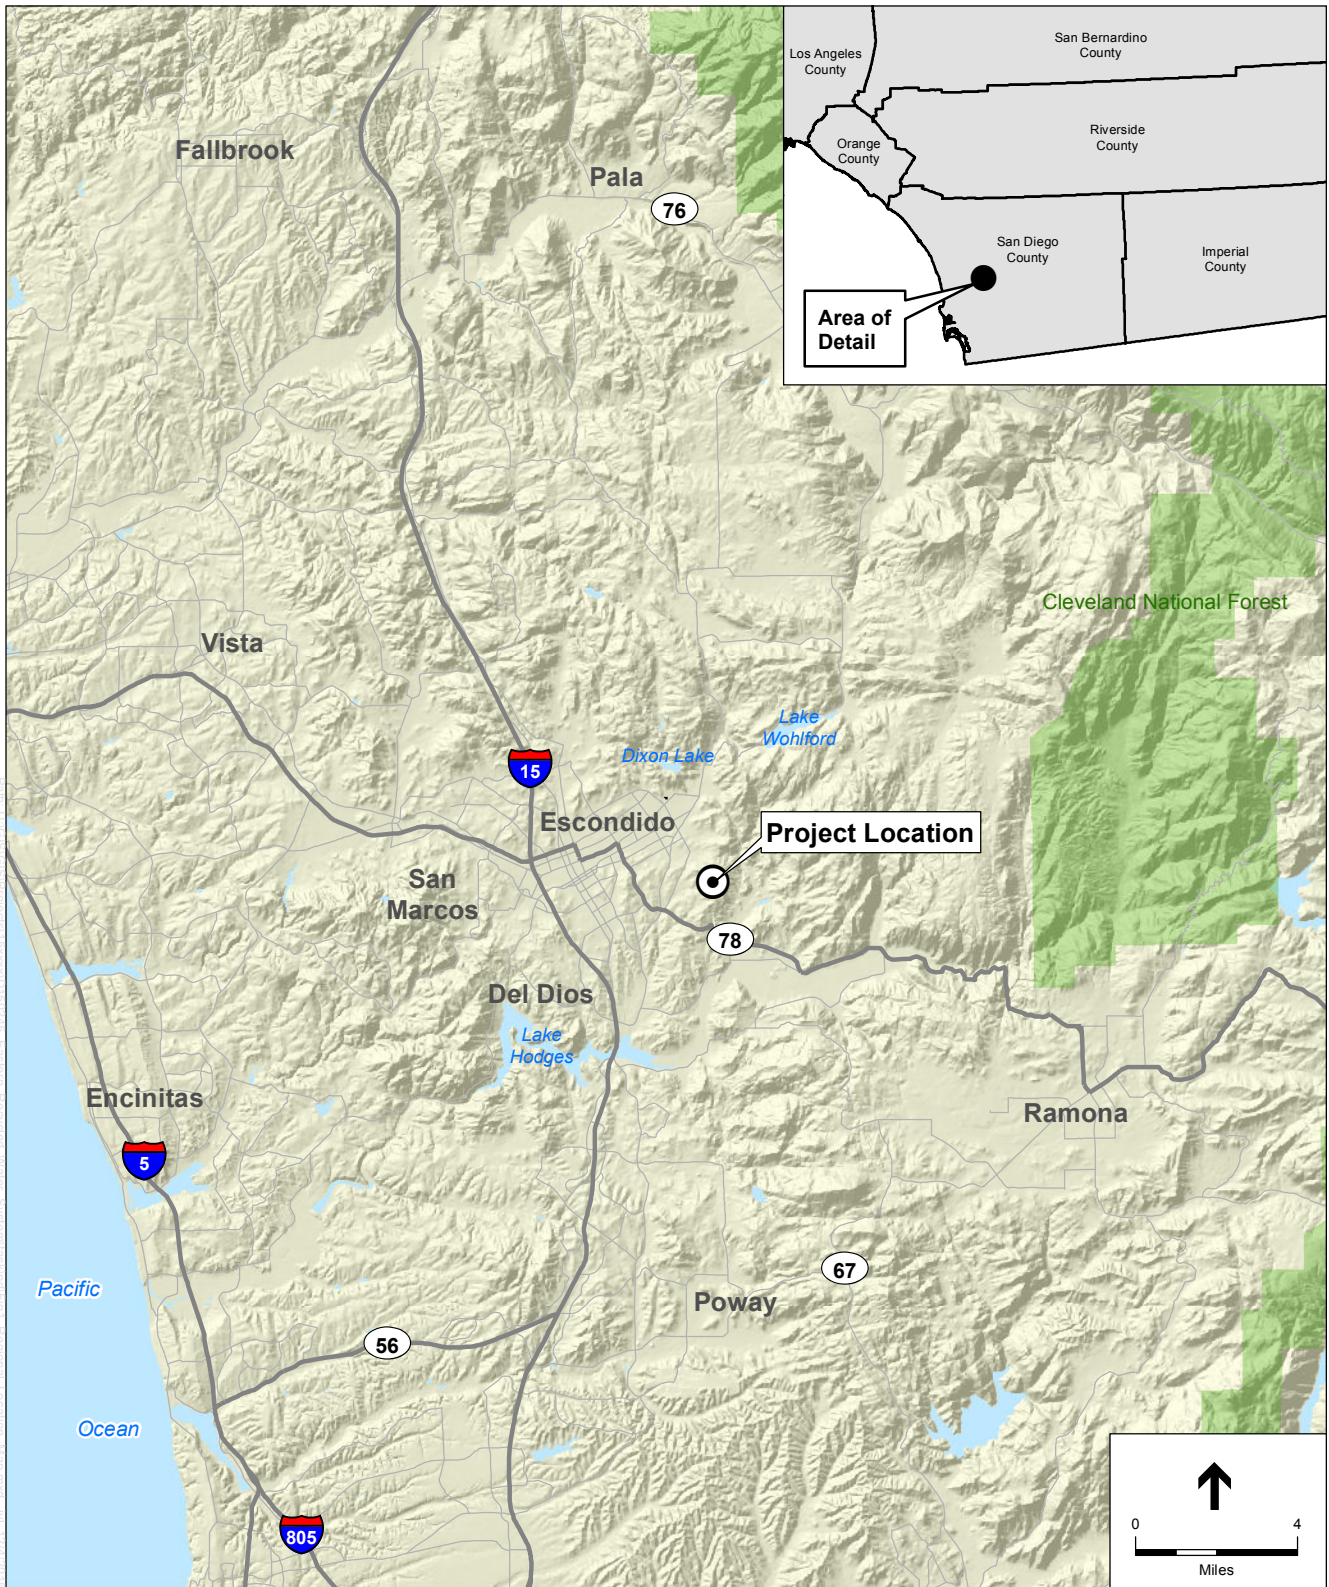 Los Angeles
County
San Bernardino
County
Orange
County
Riverside
County
San Diego
County
Imperial
County
Area of
Detail
Fallbrook
Pala
76
Cleveland National Forest
Vista
Lake
Wohlford
Dixon Lake
15
Escondido
Project Location
San
Marcos
78
Del Dios
Lake
Hodges
Encinitas
Ramona
5
Pacific
67
Poway
56
Ocean
805
0
4
Miles